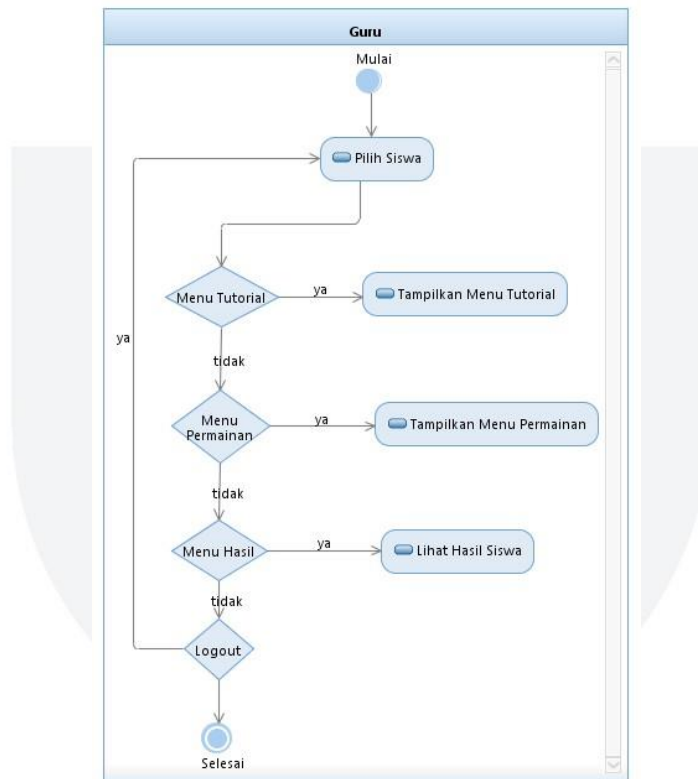 Guru
Mulai
Pilih Siswa
Menu Tutorial
ya
Tampilkan Menu Tutorial
ya
tidak
Menu
Permainan
ya
Tampilkan Menu Permainan
tidak
Menu Hasil
ya
Lihat Hasil Siswa
tidak
Logout
Selesai